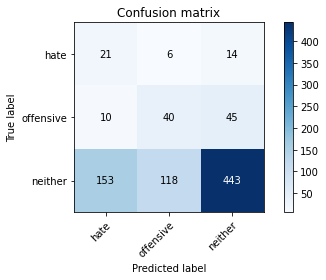 Confusion matrix
True label
hate 21 6 14
offensive 10 40 45
neither 153 118 443
hate offensive neither
Predicted label
400
350
300
250
200
150
100
50